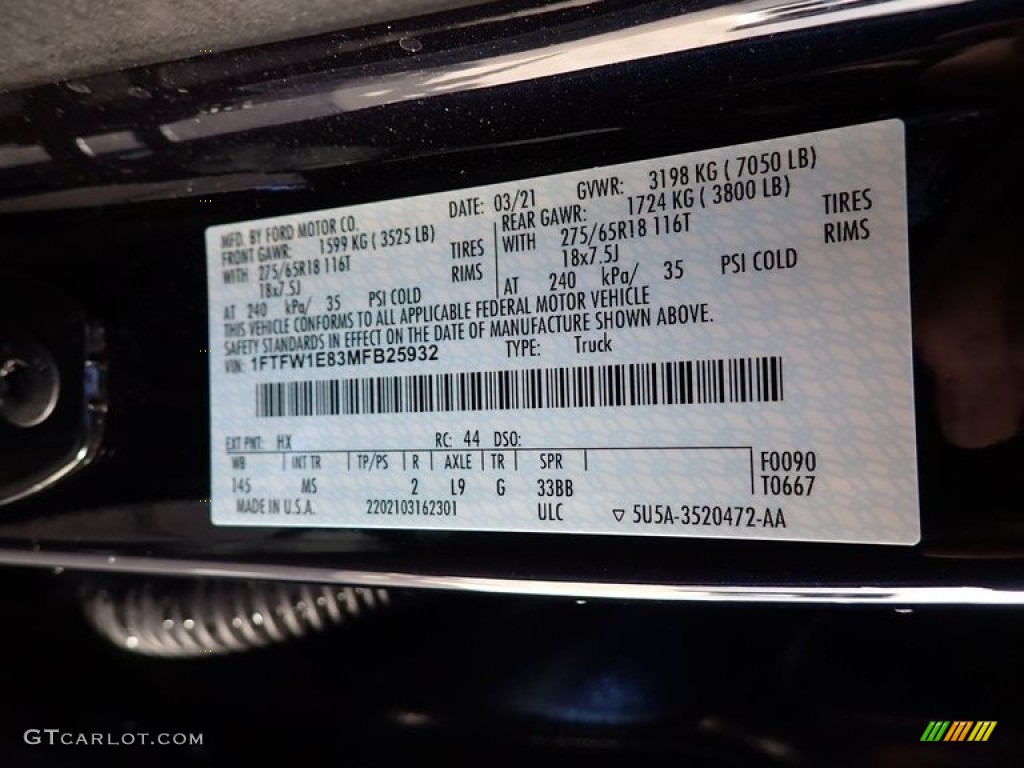 MFD. BY FORD MOTOR CO. DATE: 03/21 GVWR: 3198 KG ( 7050 LB)
FRONT GAWR: 1599 KG ( 3525 LB) REAR GAWR: 1724 KG ( 3800 LB)
WITH 275/65R18 116T TIRES WITH 275/65R18 116T TIRES
18x7.5J RIMS 18x7.5J RIMS
AT 240 kPa/ 35 PSI COLD AT 240 kPa/ 35 PSI COLD
THIS VEHICLE CONFORMS TO ALL APPLICABLE FEDERAL MOTOR VEHICLE
SAFETY STANDARDS IN EFFECT ON THE DATE OF MANUFACTURE SHOWN ABOVE.
VIN: 1FTFW1E83MFB25932 TYPE: Truck
EXT PNT: HX RC: 44 DSO:
WB INT TR TP/PS R AXLE TR SPR F0090
145 MS 2 L9 G 33BB T0667
MADE IN U.S.A. 2202103162301 ULC ▽ 5U5A-3520472-AA
GTCARLOT.COM